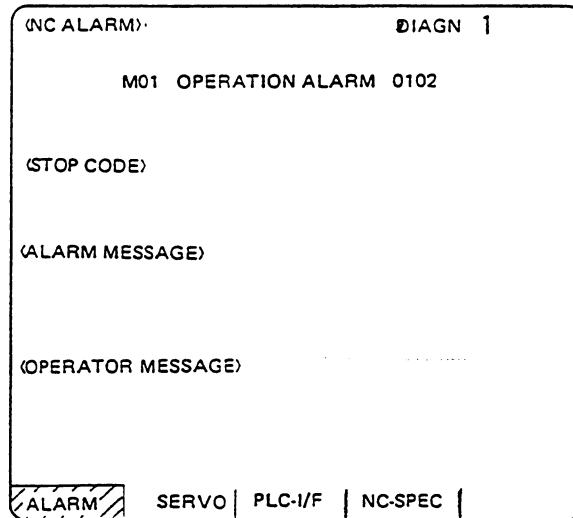 〈NC ALARM〉 DIAGN 1
M01 OPERATION ALARM 0102
〈STOP CODE〉
〈ALARM MESSAGE〉
〈OPERATOR MESSAGE〉
ALARM SERVO PLC-I/F NC-SPEC